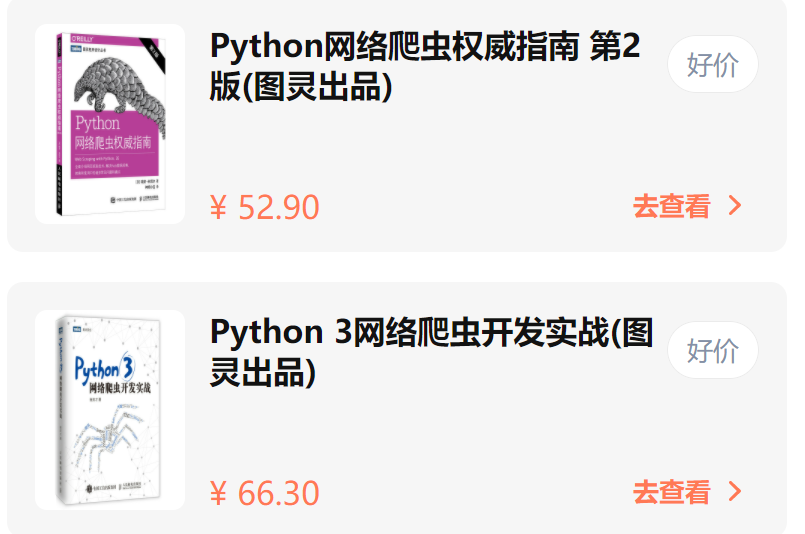 Python网络爬虫权威指南 第2
版(图灵出品)
好价
¥ 52.90
去查看
O'REILLY
Python
网络爬虫权威指南
Python 3网络爬虫开发实战(图
灵出品)
好价
¥ 66.30
去查看
Python 3
网络爬虫开发实战